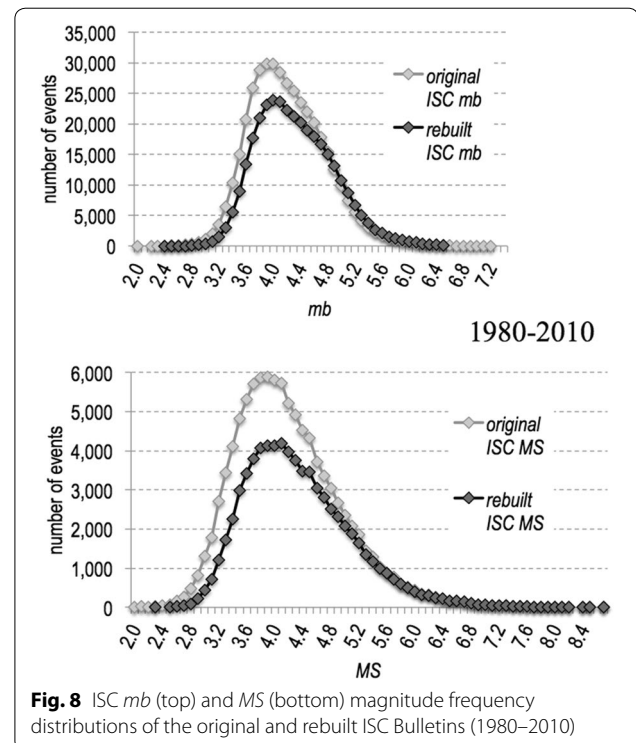 35,000
30,000
25,000
20,000
15,000
10,000
5,000
0
number of events
original
ISC mb
rebuilt
ISC mb
2.0 2.4 2.8 3.2 3.6 4.0 4.4 4.8 5.2 5.6 6.0 6.4 6.8 7.2
mb
1980-2010
6,000
5,000
4,000
3,000
2,000
1,000
0
number of events
original
ISC MS
rebuilt
ISC MS
2.0 2.4 2.8 3.2 3.6 4.0 4.4 4.8 5.2 5.6 6.0 6.4 6.8 7.2 7.6 8.0 8.4
MS
Fig. 8 ISC mb (top) and MS (bottom) magnitude frequency
distributions of the original and rebuilt ISC Bulletins (1980–2010)